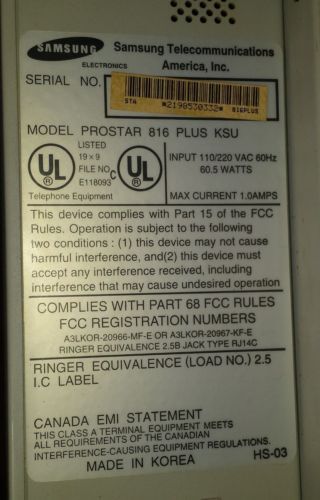 SAMSUNG Samsung Telecommunications
ELECTRONICS America, Inc.
SERIAL NO.
STA *2198530332* 816PLUS
MODEL PROSTAR 816 PLUS KSU
LISTED
19 x 9
FILE NO
E118093
UL
C UL
Telephone Equipment
INPUT 110/220 VAC 60Hz
60.5 WATTS
MAX CURRENT 1.0AMPS
This device complies with Part 15 of the FCC
Rules. Operation is subject to the following
two conditions : (1) this device may not cause
harmful interference, and(2) this device must
accept any interference received, including
interference that may cause undesired operation
COMPLIES WITH PART 68 FCC RULES
FCC REGISTRATION NUMBERS
A3LKOR-20966-MF-E OR A3LKOR-20967-KF-E
RINGER EQUIVALENCE 2.5B JACK TYPE RJ14C
RINGER EQUIVALENCE (LOAD NO.) 2.5
I.C LABEL
CANADA EMI STATEMENT
THIS CLASS A TERMINAL EQUIPMENT MEETS
ALL REQUIREMENTS OF THE CANADIAN
INTERFERENCE-CAUSING EQUIPMENT REGULATIONS.
MADE IN KOREA HS-03